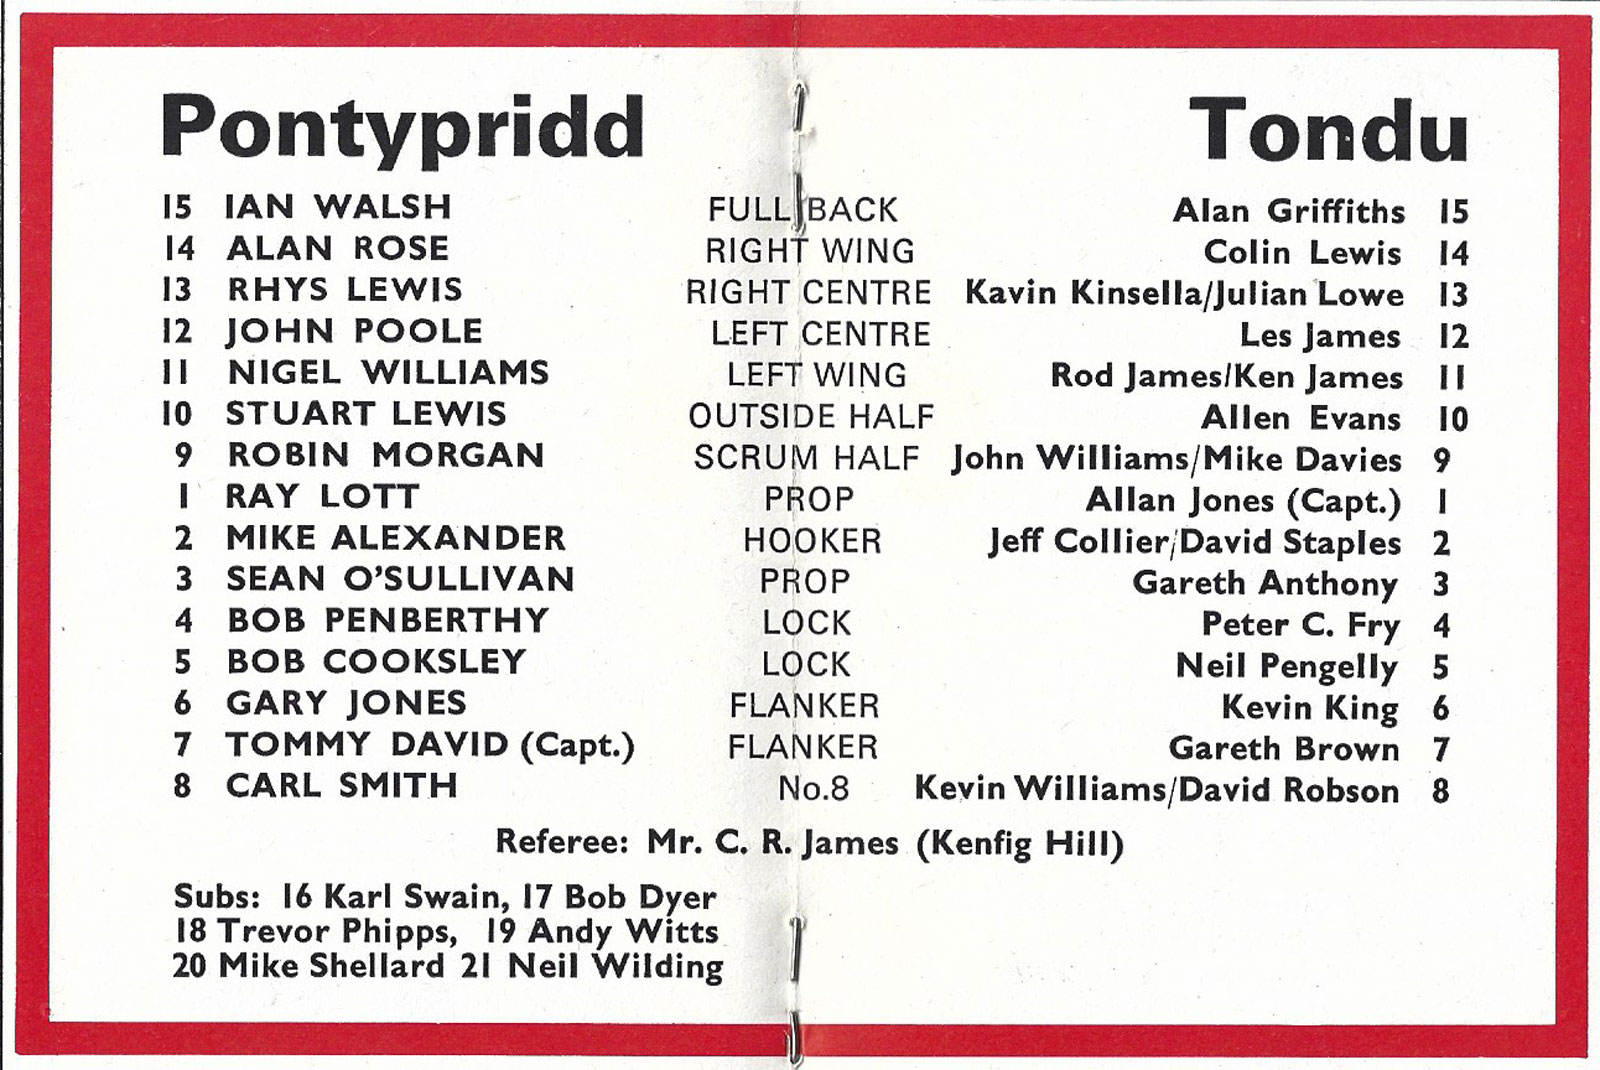 Pontypridd Tondu
15 IAN WALSH FULL BACK Alan Griffiths 15
14 ALAN ROSE RIGHT WING Colin Lewis 14
13 RHYS LEWIS RIGHT CENTRE Kavin Kinsella/Julian Lowe 13
12 JOHN POOLE LEFT CENTRE Les James 12
11 NIGEL WILLIAMS LEFT WING Rod James/Ken James 11
10 STUART LEWIS OUTSIDE HALF Allen Evans 10
9 ROBIN MORGAN SCRUM HALF John Williams/Mike Davies 9
1 RAY LOTT PROP Allan Jones (Capt.) 1
2 MIKE ALEXANDER HOOKER Jeff Collier/David Staples 2
3 SEAN O'SULLIVAN PROP Gareth Anthony 3
4 BOB PENBERTHY LOCK Peter C. Fry 4
5 BOB COOKSLEY LOCK Neil Pengelly 5
6 GARY JONES FLANKER Kevin King 6
7 TOMMY DAVID (Capt.) FLANKER Gareth Brown 7
8 CARL SMITH No.8 Kevin Williams/David Robson 8
Referee: Mr. C. R. James (Kenfig Hill)
Subs: 16 Karl Swain, 17 Bob Dyer
18 Trevor Phipps, 19 Andy Witts
20 Mike Shellard 21 Neil Wilding